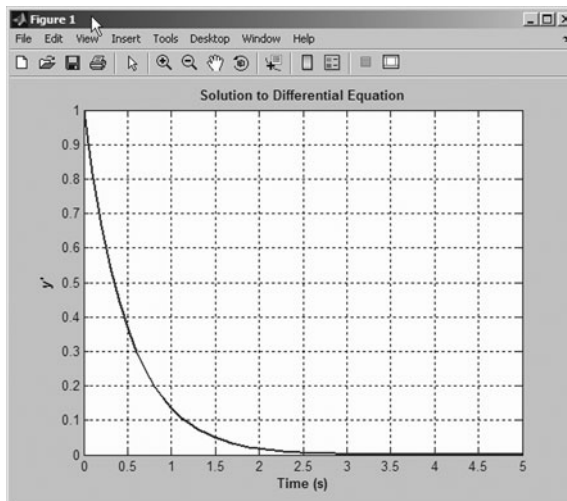 Figure 1
File Edit View Insert Tools Desktop Window Help
Solution to Differential Equation
1
0.9
0.8
0.7
0.6
0.5
0.4
0.3
0.2
0.1
0
y'
0 0.5 1 1.5 2 2.5 3 3.5 4 4.5 5
Time (s)